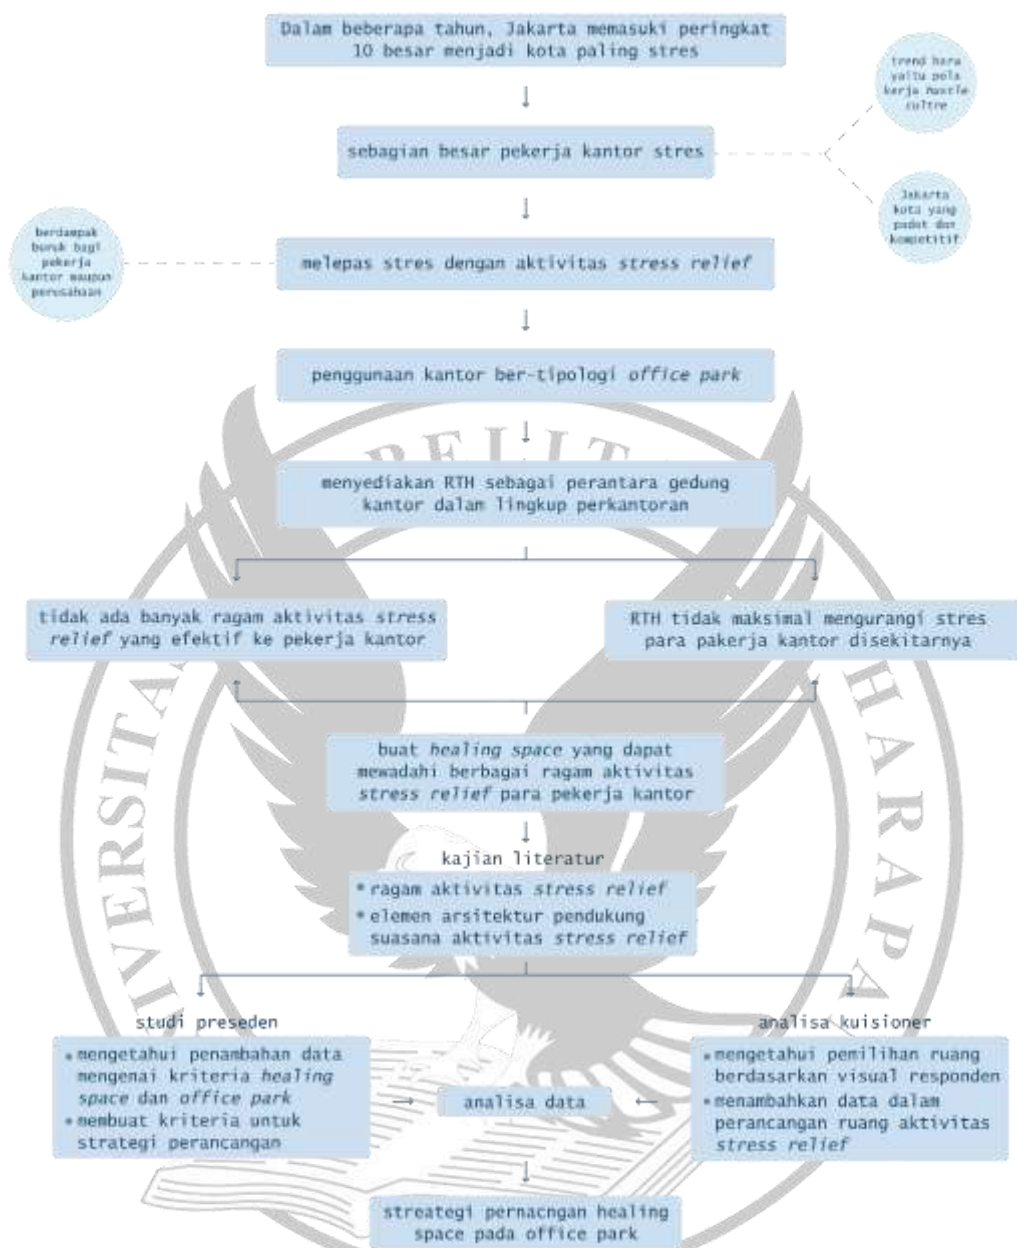 Dalam beberapa tahun, Jakarta memasuki peringkat
10 besar menjadi kota paling stres
trend baru
yaitu pola
kerja hustle
cultre
sebagian besar pekerja kantor stres
Jakarta
kota yang
padat dan
kompetitif
berdampak
buruk bagi
pekerja
kantor maupun
perusahaan
melepas stres dengan aktivitas stress relief
penggunaan kantor ber-tipologi office park
menyediakan RTH sebagai perantara gedung
kantor dalam lingkup perkantoran
tidak ada banyak ragam aktivitas stress
relief yang efektif ke pekerja kantor
RTH tidak maksimal mengurangi stres
para pakerja kantor disekitarnya
buat healing space yang dapat
mewadahi berbagai ragam aktivitas
stress relief para pekerja kantor
kajian literatur
• ragam aktivitas stress relief
• elemen arsitektur pendukung
suasana aktivitas stress relief
studi preseden
• mengetahui penambahan data
mengenai kriteria healing
space dan office park
• membuat kriteria untuk
strategi perancangan
analisa kuisioner
• mengetahui pemilihan ruang
berdasarkan visual responden
• menambahkan data dalam
perancangan ruang aktivitas
stress relief
analisa data
streategi pernacngan healing
space pada office park